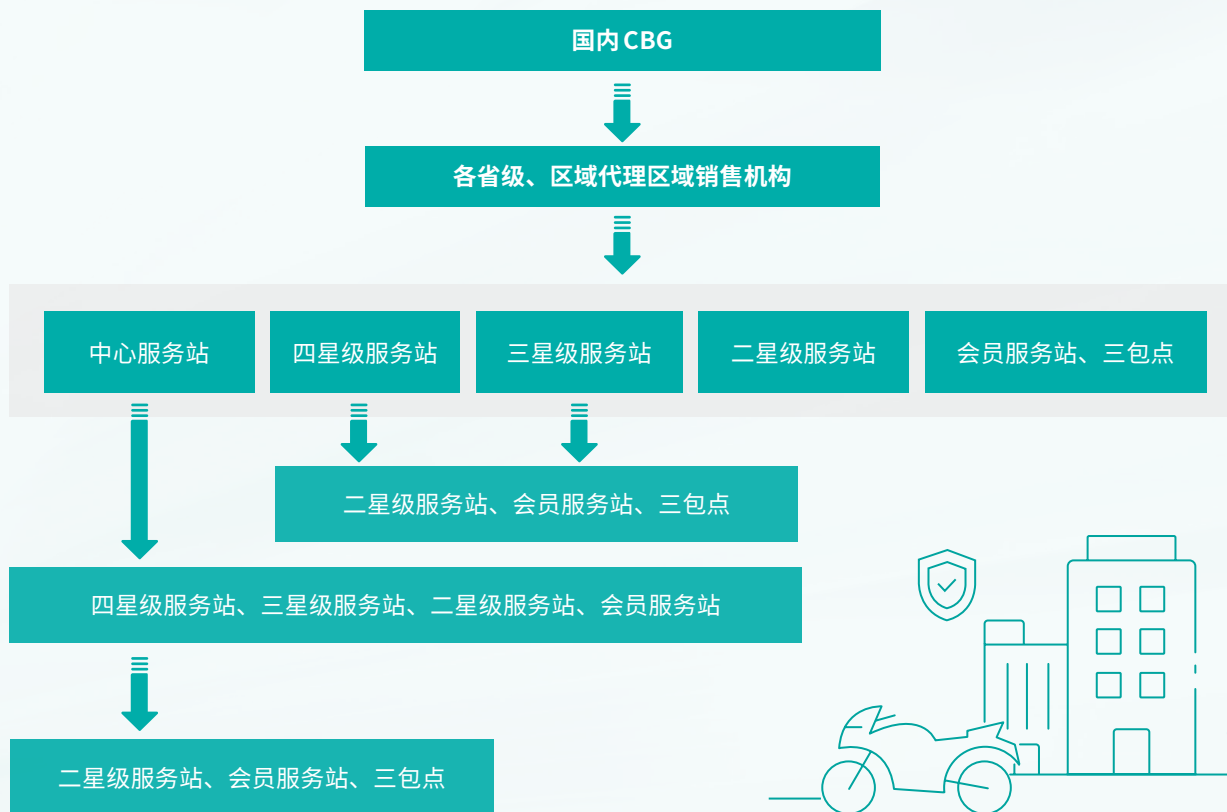 国内CBG
各省级、区域代理区域销售机构
中心服务站
四星级服务站
三星级服务站
二星级服务站
会员服务站、三包点
二星级服务站、会员服务站、三包点
四星级服务站、三星级服务站、二星级服务站、会员服务站
二星级服务站、会员服务站、三包点